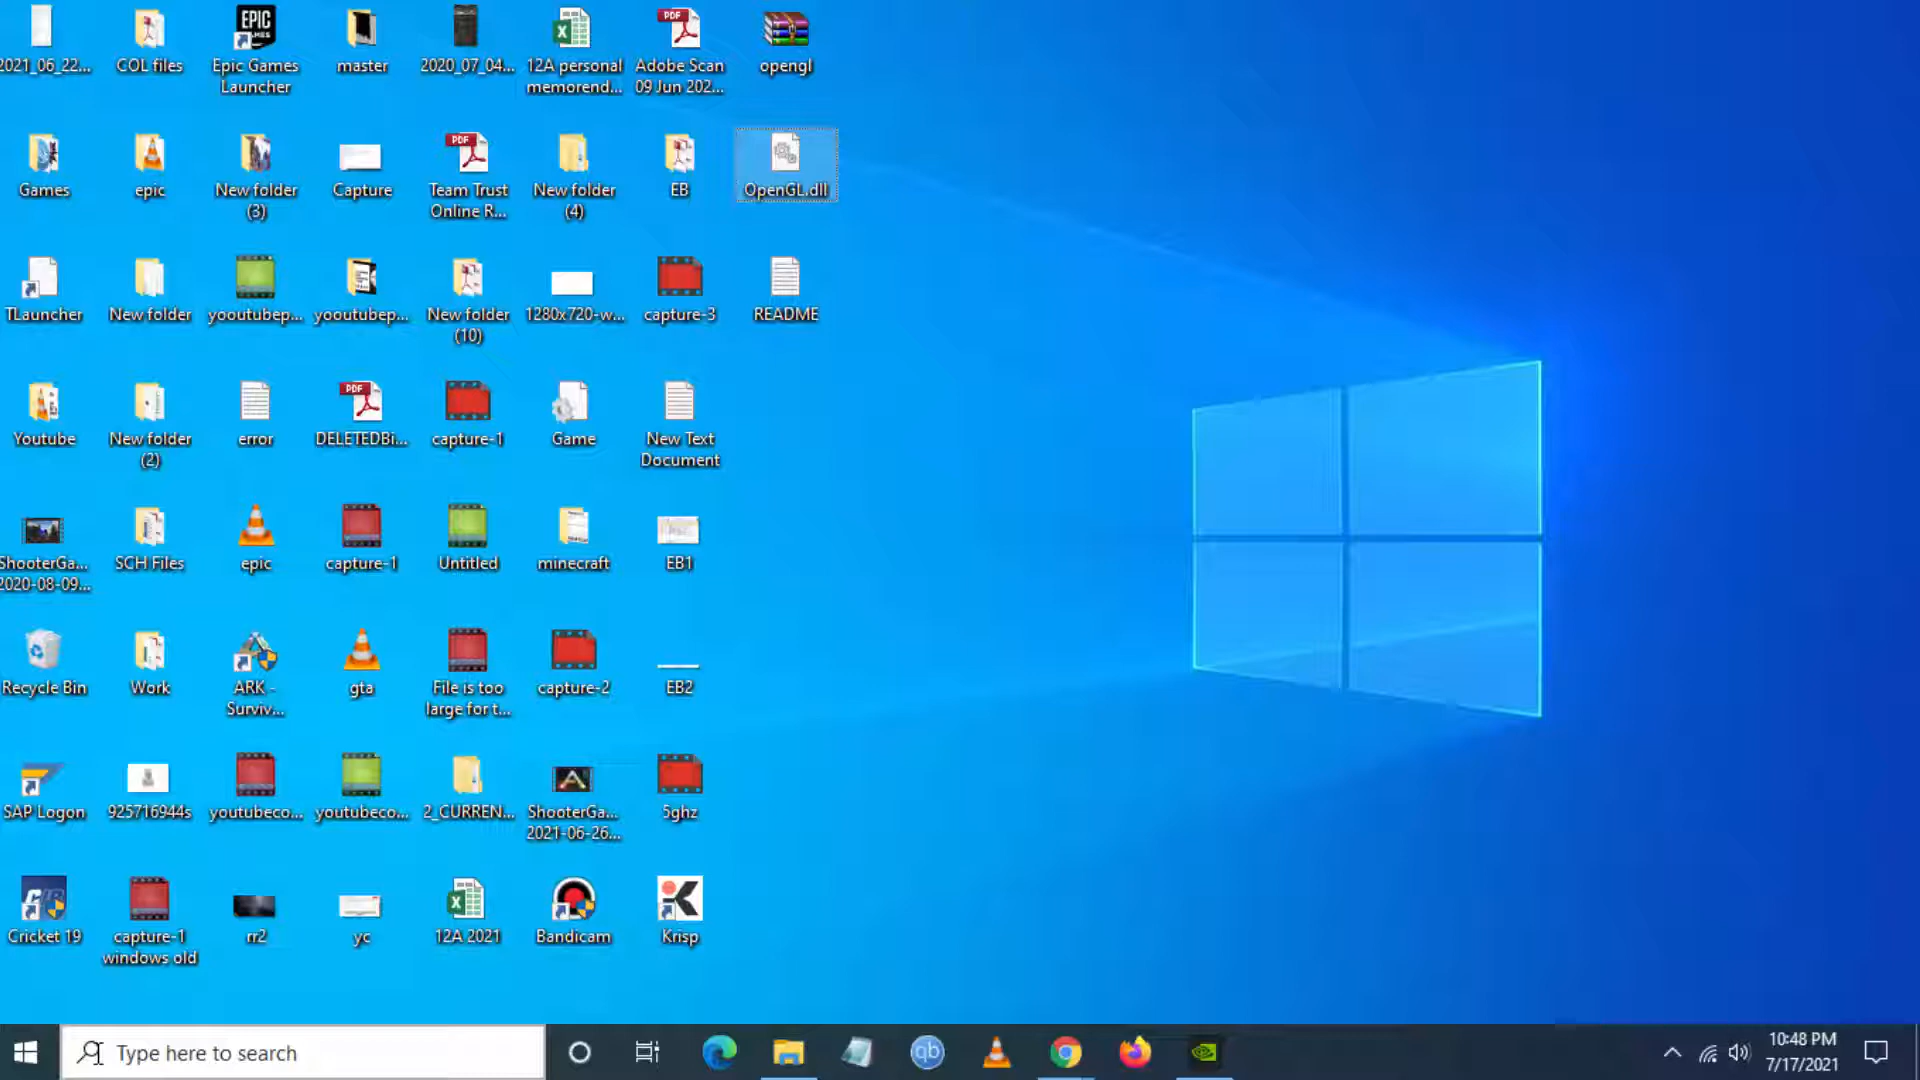 2021_06_22...
COL files
Epic Games
Launcher
master
2020_07_04...
12A personal
memorend...
Adobe Scan
09 Jun 202...
opengl
Games
epic
New folder
(3)
Capture
Team Trust
Online R...
New folder
(4)
EB
OpenGL.dll
TLauncher
New folder
yooutubep...
yooutubep...
New folder
(10)
1280x720-w...
capture-3
README
Youtube
New folder
(2)
error
DELETEDBi...
capture-1
Game
New Text
Document
ShooterGa...
2020-08-09...
SCH Files
epic
capture-1
Untitled
minecraft
EB1
Recycle Bin
Work
ARK -
Surviv...
gta
File is too
large for t...
capture-2
EB2
SAP Logon
925716944s
youtubeco...
youtubeco...
2_CURREN...
ShooterGa...
2021-06-26...
5ghz
Cricket 19
capture-1
windows old
rr2
yc
12A 2021
Bandicam
Krisp
Type here to search
10:48 PM
7/17/2021